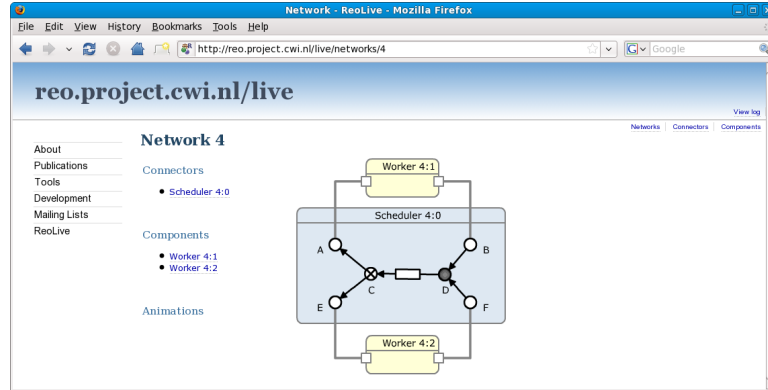 Network - ReoLive - Mozilla Firefox
File Edit View History Bookmarks Tools Help
http://reo.project.cwi.nl/live/networks/4
G Google
reo.project.cwi.nl/live
View log
Networks Connectors Components
About
Publications
Tools
Development
Mailing Lists
ReoLive
Network 4
Connectors
Scheduler 4:0
Components
Worker 4:1
Worker 4:2
Animations
Worker 4:1
Scheduler 4:0
A
B
C
D
E
F
Worker 4:2